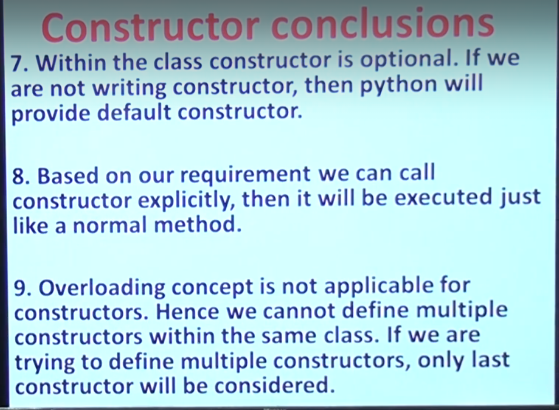 Constructor conclusions
7. Within the class constructor is optional. If we
are not writing constructor, then python will
provide default constructor.
8. Based on our requirement we can call
constructor explicitly, then it will be executed just
like a normal method.
9. Overloading concept is not applicable for
constructors. Hence we cannot define multiple
constructors within the same class. If we are
trying to define multiple constructors, only last
constructor will be considered.